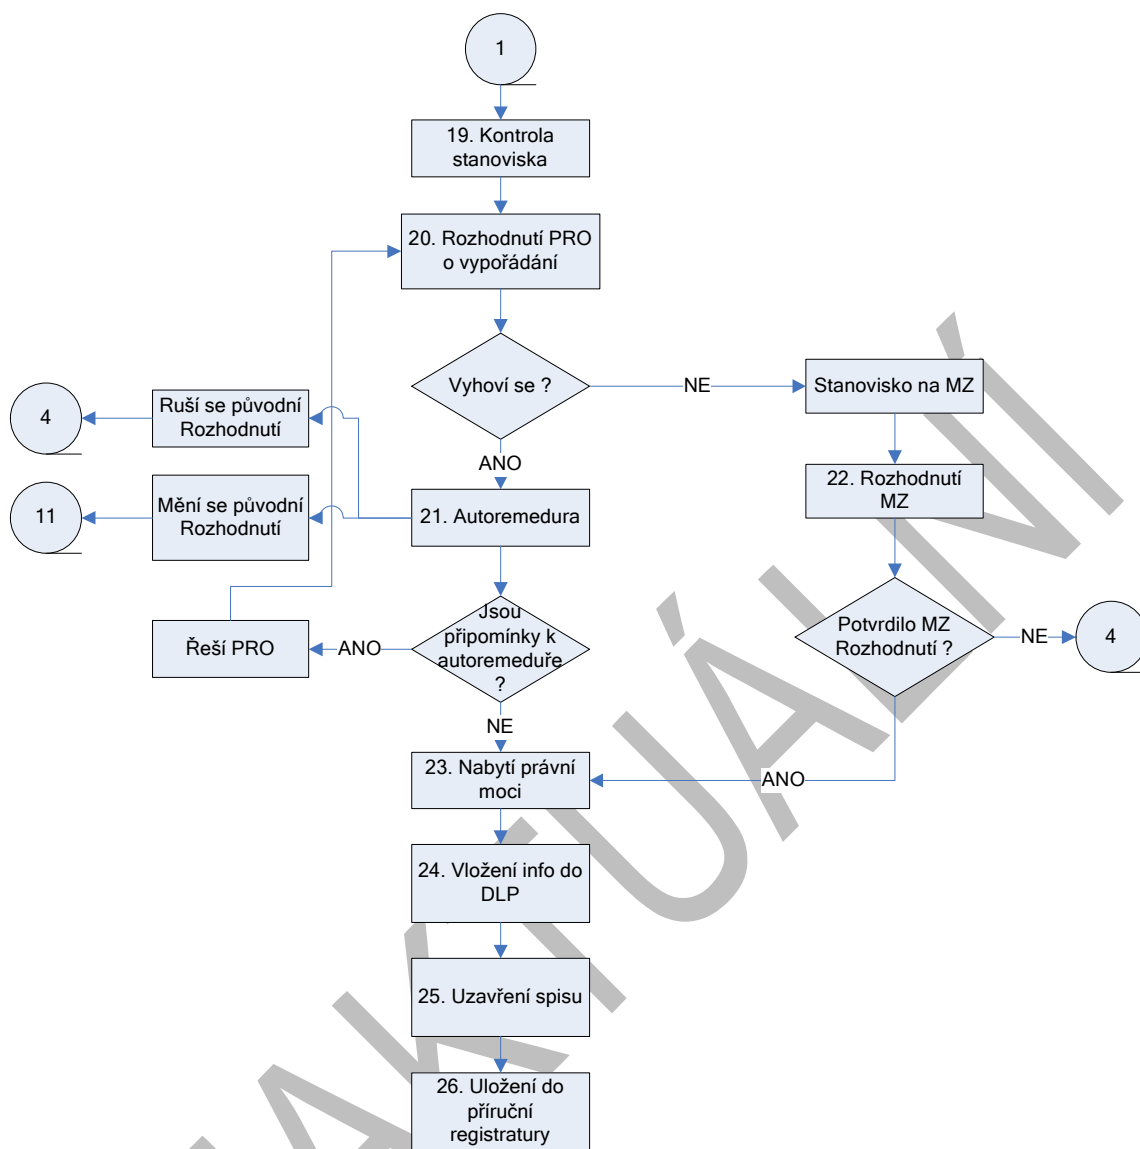 1
19. Kontrola
stanoviska
20. Rozhodnutí PRO
o vypořádání
Vyhoví se ?
NE
Stanovisko na MZ
4
Ruší se původní
Rozhodnutí
ANO
22. Rozhodnutí
MZ
11
Mění se původní
Rozhodnutí
21. Autoremedura
Řeší PRO
ANO
Jsou
připomínky k
autoremeduře
?
Potvrdilo MZ
Rozhodnutí ?
NE
4
NE
23. Nabytí právní
moci
ANO
24. Vložení info do
DLP
25. Uzavření spisu
26. Uložení do
příruční
registratury
AKTUÁLNÍ